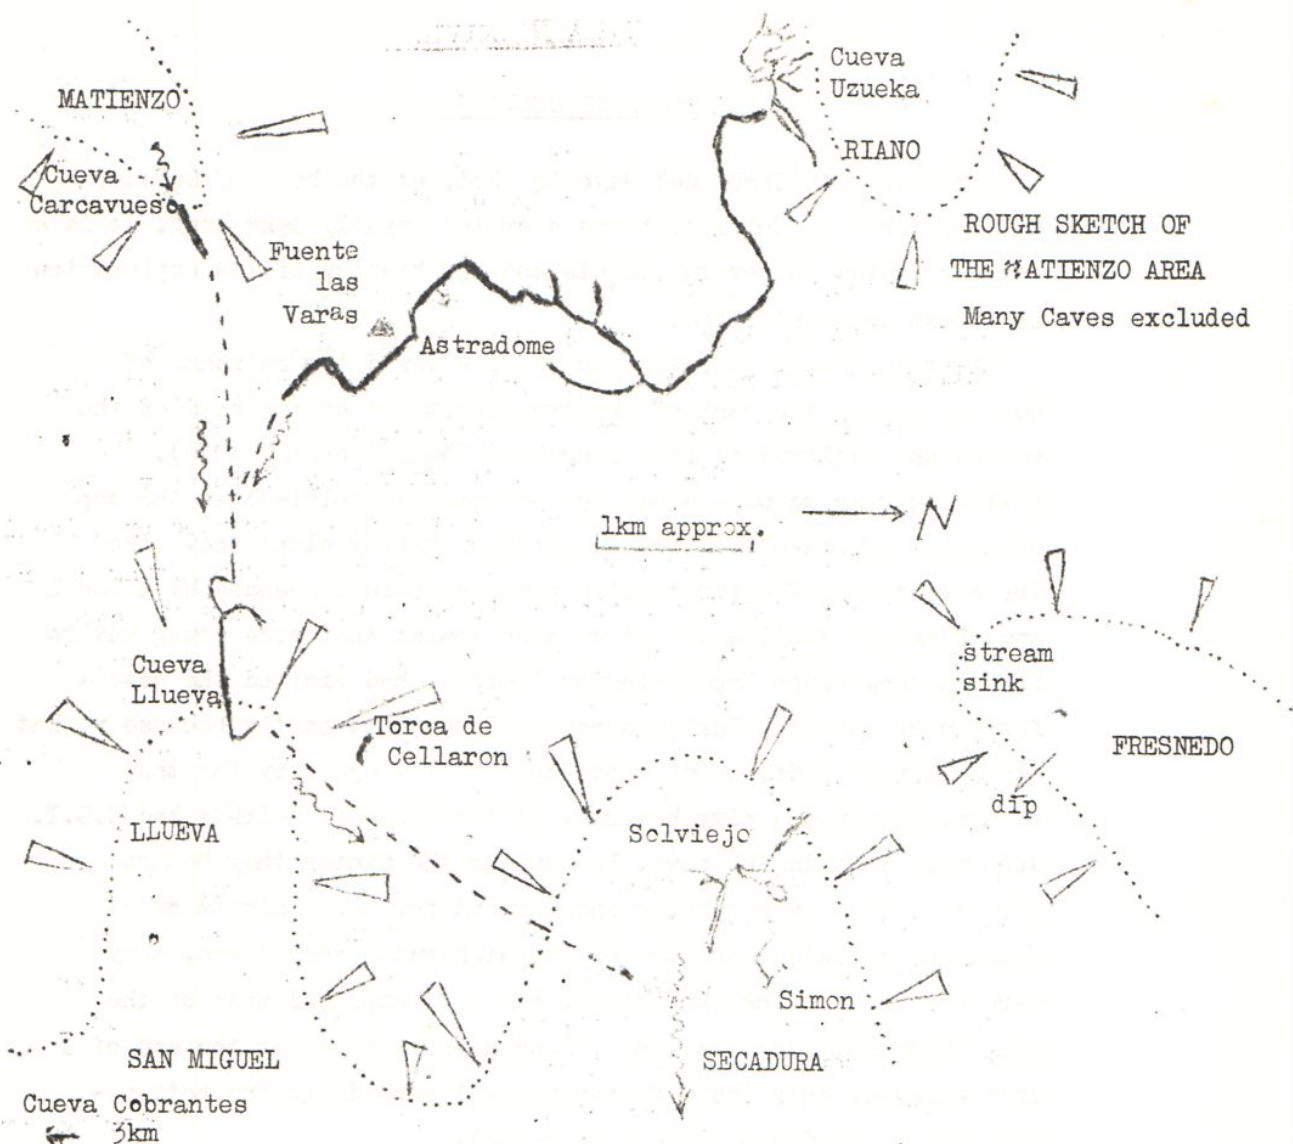 MATIENZO
Cueva
Uzueka
RIANO
Cueva
Carcavueso
Fuente
las
Varas
ROUGH SKETCH OF
THE MATIENZO AREA
Many Caves excluded
Astradome
1km approx.
N
Cueva
Llueva
stream
sink
Torca de
Cellaron
FRESNEDO
dip
LLUEVA
Solviejo
Simon
SAN MIGUEL
SECADURA
Cueva Cobrantes
3km